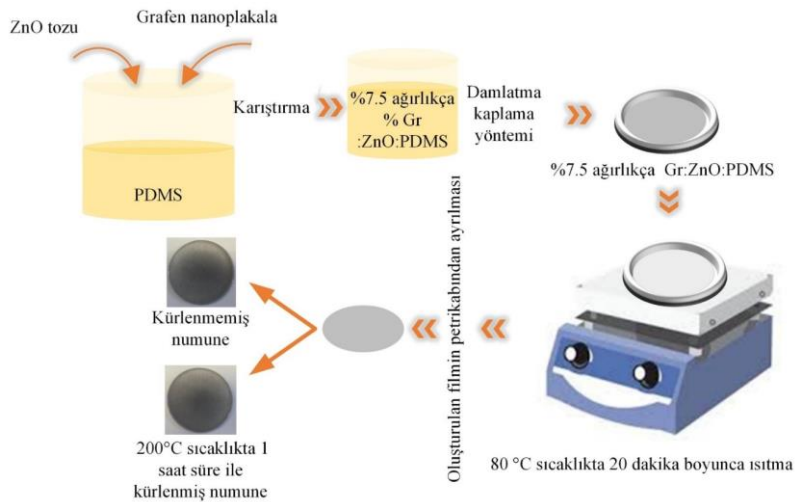 ZnO tozu
Grafen nanoplakala
PDMS
Karıştırma
%7.5 ağırlıkça
% Gr
:ZnO:PDMS
Damlatma
kaplama
yöntemi
%7.5 ağırlıkça Gr:ZnO:PDMS
80 °C sıcaklıkta 20 dakika boyunca ısıtma
Oluşturulan filmin petrikabından ayrılması
Kürlenmemiş
numune
200°C sıcaklıkta 1
saat süre ile
kürlenmiş numune